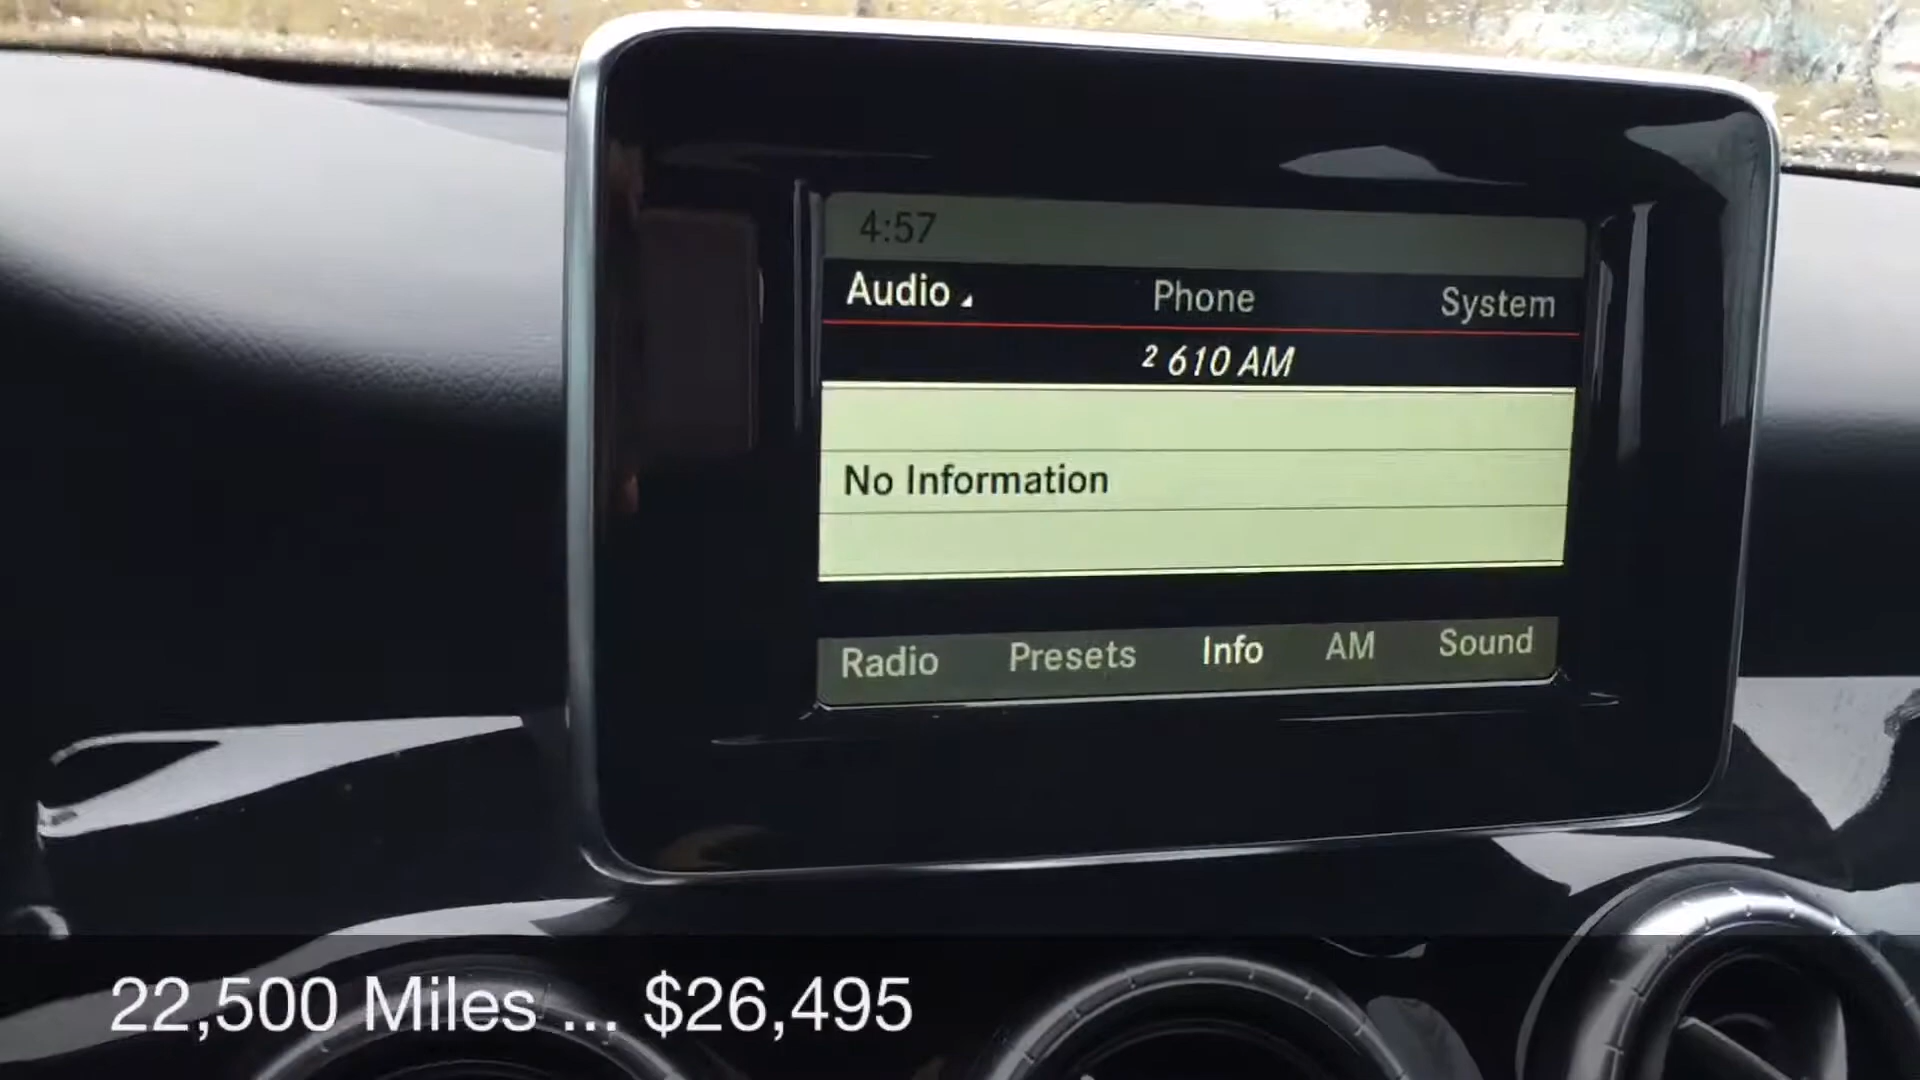 4:57
Audio Phone System
2 610 AM
No Information
Radio Presets Info AM Sound
22,500 Miles ... $26,495